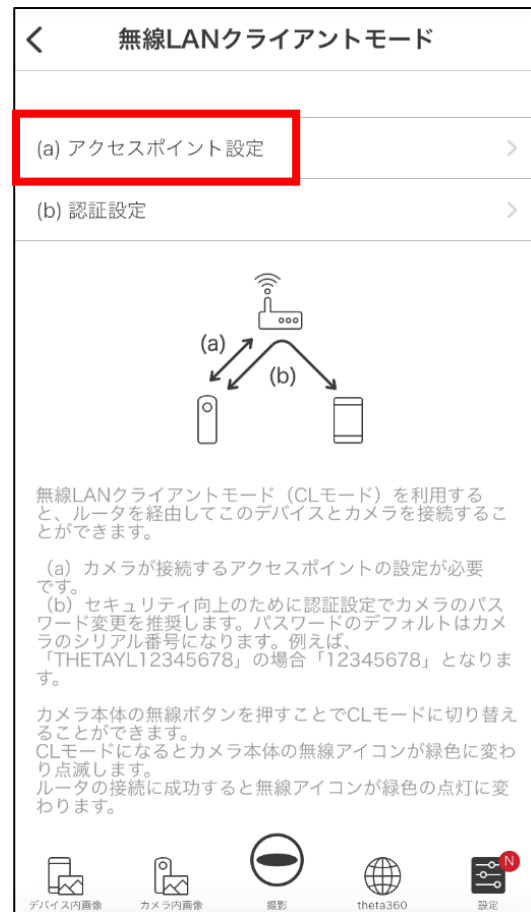 無線LANクライアントモード
(a) アクセスポイント設定
(b) 認証設定
(a)
(b)
無線LANクライアントモード（CLモード）を利用する
と、ルータを経由してこのデバイスとカメラを接続するこ
とができます。
（a）カメラが接続するアクセスポイントの設定が必要
です。
（b）セキュリティ向上のために認証設定でカメラのパス
ワード変更を推奨します。パスワードのデフォルトはカメ
ラのシリアル番号になります。例えば、
「THETAYL12345678」の場合「12345678」となりま
す。
カメラ本体の無線ボタンを押すことでCLモードに切り替え
ることができます。
CLモードになるとカメラ本体の無線アイコンが緑色に変わ
り点滅します。
ルータの接続に成功すると無線アイコンが緑色の点灯に変
わります。
N
デバイス内画像 カメラ内画像 撮影 theta360 設定